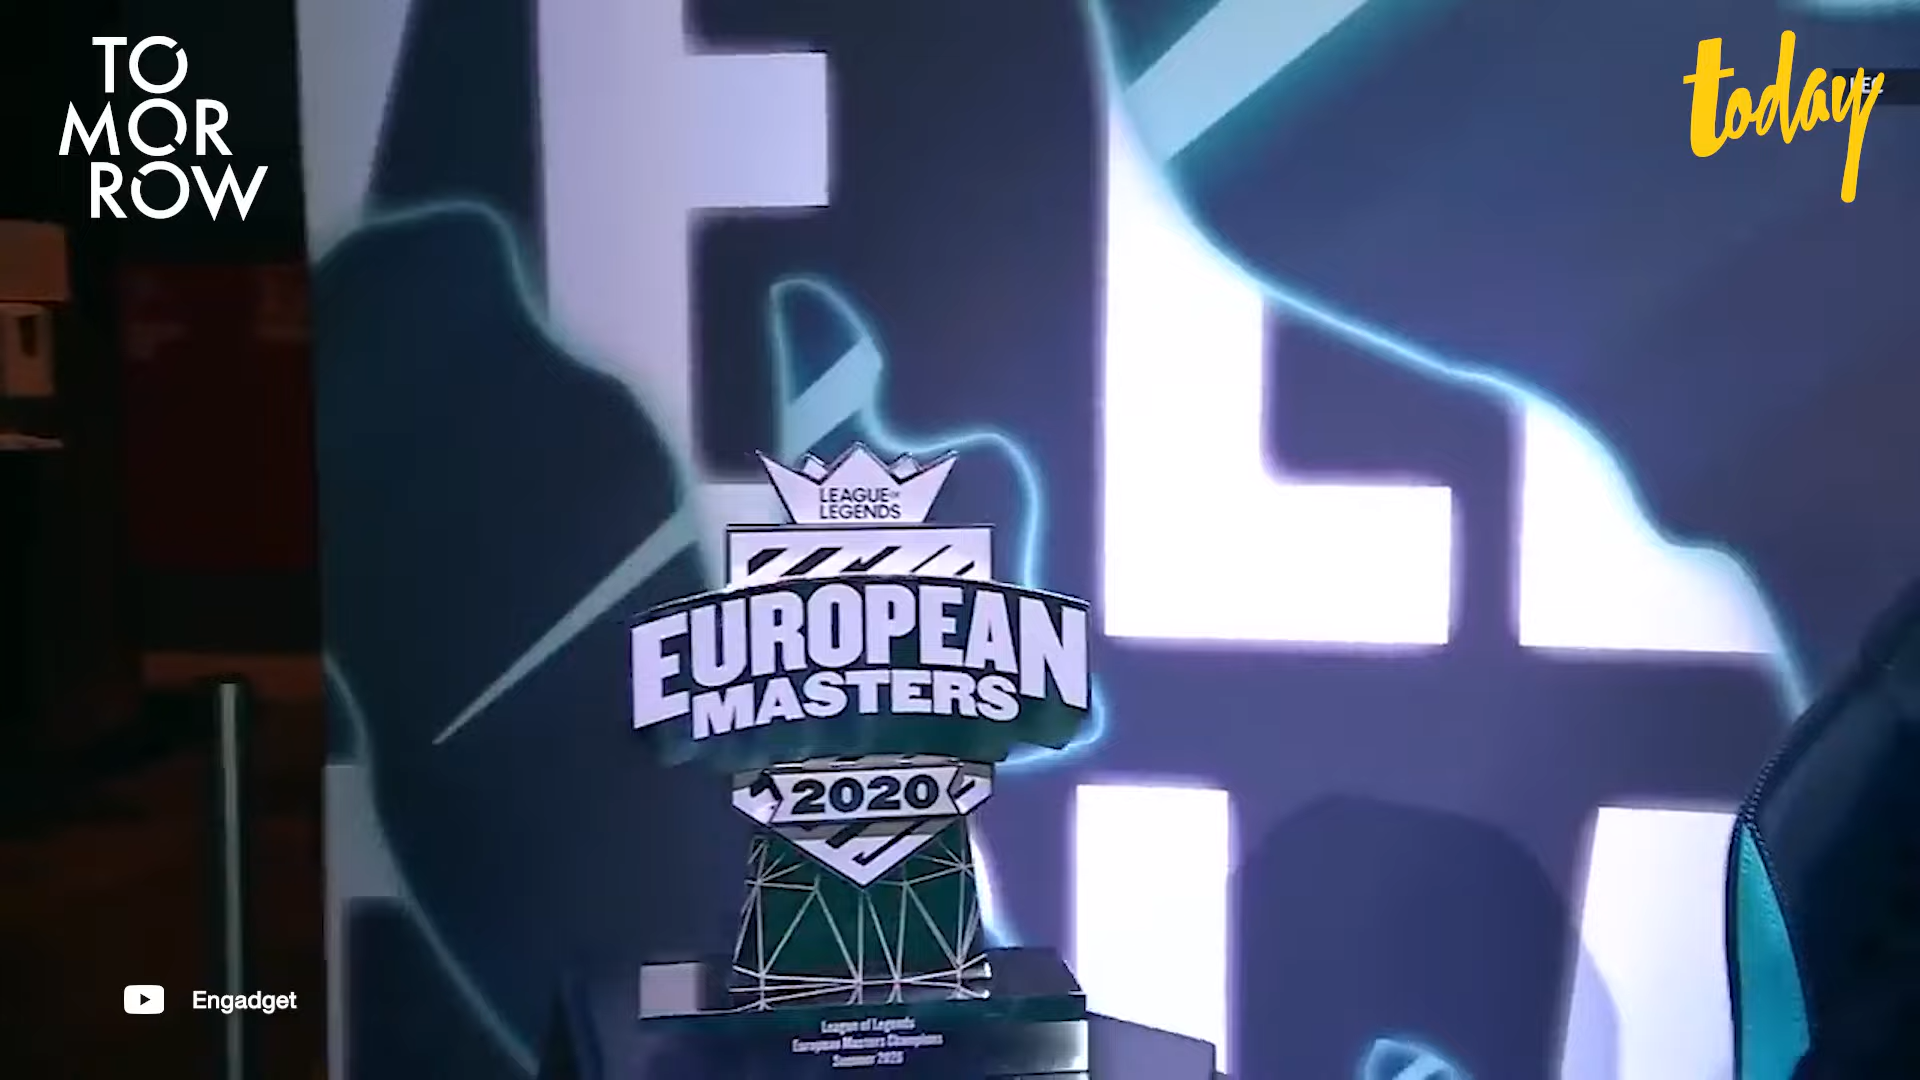 TO
MOR
ROW
today
LEC
LEAGUE OF
LEGENDS
EUROPEAN
MASTERS
2020
Engadget
League of Legends
European Masters Champions
Summer 2020